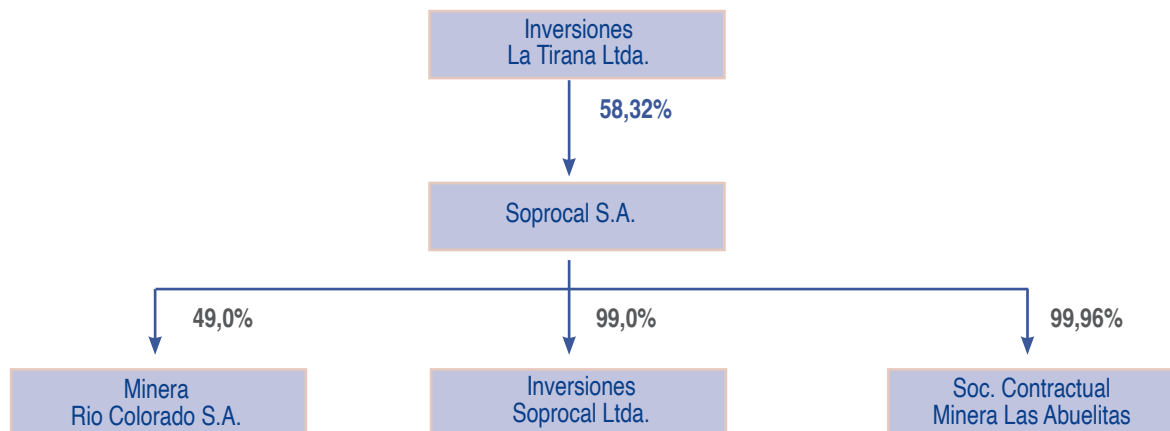 Inversiones
La Tirana Ltda.
58,32%
Soprocal S.A.
49,0%
99,0%
99,96%
Minera
Rio Colorado S.A.
Inversiones
Soprocal Ltda.
Soc. Contractual
Minera Las Abuelitas